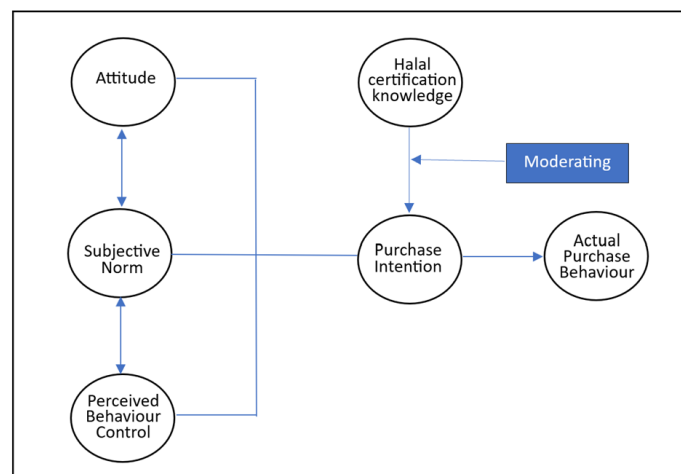 Attitude
Halal
certification
knowledge
Moderating
Subjective
Norm
Purchase
Intention
Actual
Purchase
Behaviour
Perceived
Behaviour
Control